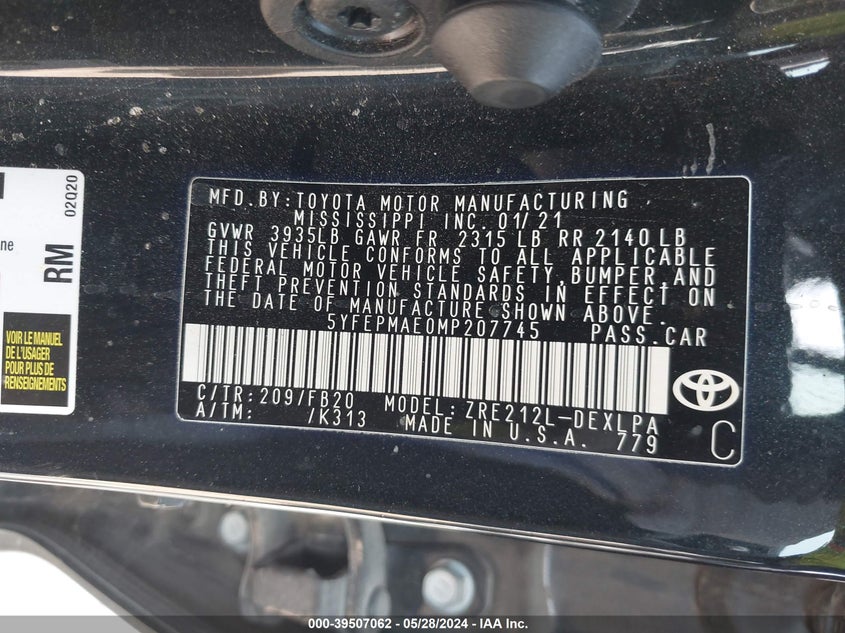 MFD. BY: TOYOTA MOTOR MANUFACTURING
MISSISSIPPI INC. 01/21
GVWR 3935LB GAWR FR 2315 LB RR 2140 LB
THIS VEHICLE CONFORMS TO ALL APPLICABLE
FEDERAL MOTOR VEHICLE SAFETY, BUMPER, AND
THEFT PREVENTION STANDARDS IN EFFECT ON
THE DATE OF MANUFACTURE SHOWN ABOVE.
5YFEPMAE0MP207745 PASS.CAR
C/TR: 209/FB20 MODEL: ZRE212L-DEXLPA
A/TM: /K313 MADE IN U.S.A. 779
C
02Q20
RM
ne
VOIR LE MANUEL
DE L'USAGER
POUR PLUS DE
RENSEIGNEMENTS
000-39507062 - 05/28/2024 - IAA Inc.